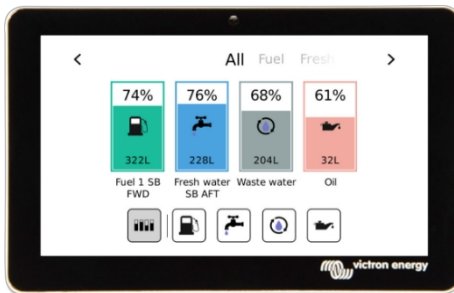 All Fuel Fresh
74% 76% 68% 61%
322L 228L 204L 32L
Fuel 1 SB Fresh water Waste water Oil
FWD SB AFT
victron energy